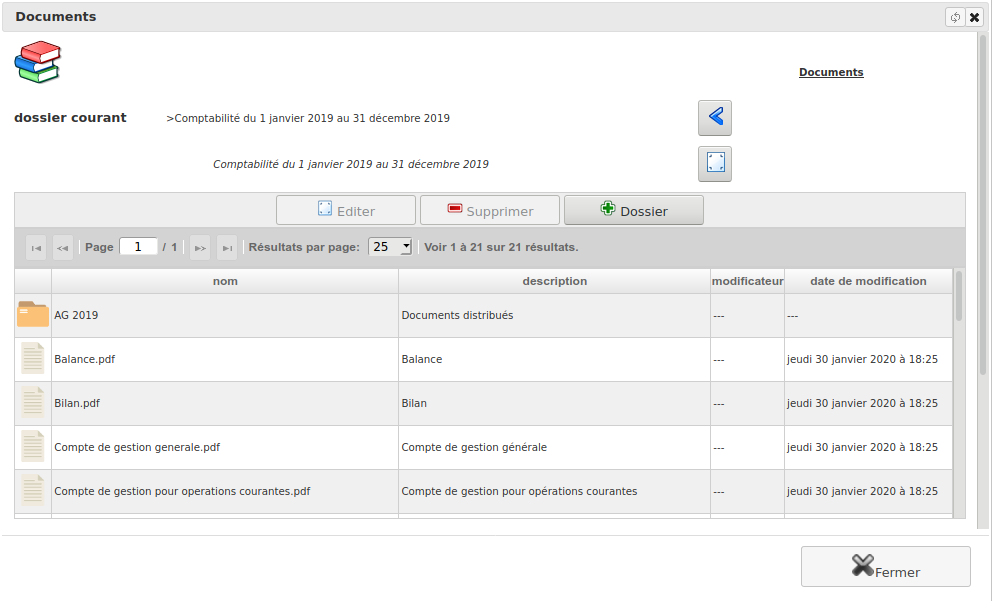 Documents
Documents
dossier courant >Comptabilité du 1 janvier 2019 au 31 décembre 2019
Comptabilité du 1 janvier 2019 au 31 décembre 2019
Editer Supprimer Dossier
Page 1 / 1 Résultats par page: 25 Voir 1 à 21 sur 21 résultats.
nom description modificateur date de modification
AG 2019 Documents distribués --- ---
Balance.pdf Balance --- jeudi 30 janvier 2020 à 18:25
Bilan.pdf Bilan --- jeudi 30 janvier 2020 à 18:25
Compte de gestion generale.pdf Compte de gestion générale --- jeudi 30 janvier 2020 à 18:25
Compte de gestion pour operations courantes.pdf Compte de gestion pour opérations courantes --- jeudi 30 janvier 2020 à 18:25
Fermer